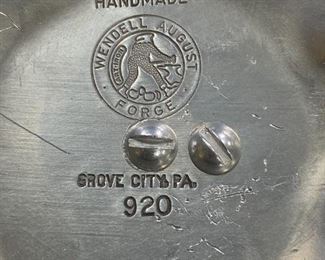 HANDMADE
WENDELL AUGUST
FORGE
GROVE CITY, PA.
920